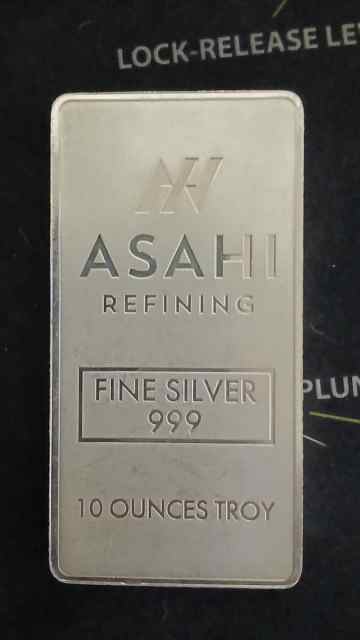 LOCK-RELEASE LE
ASAHI
REFINING
FINE SILVER
999
PLUN
10 OUNCES TROY